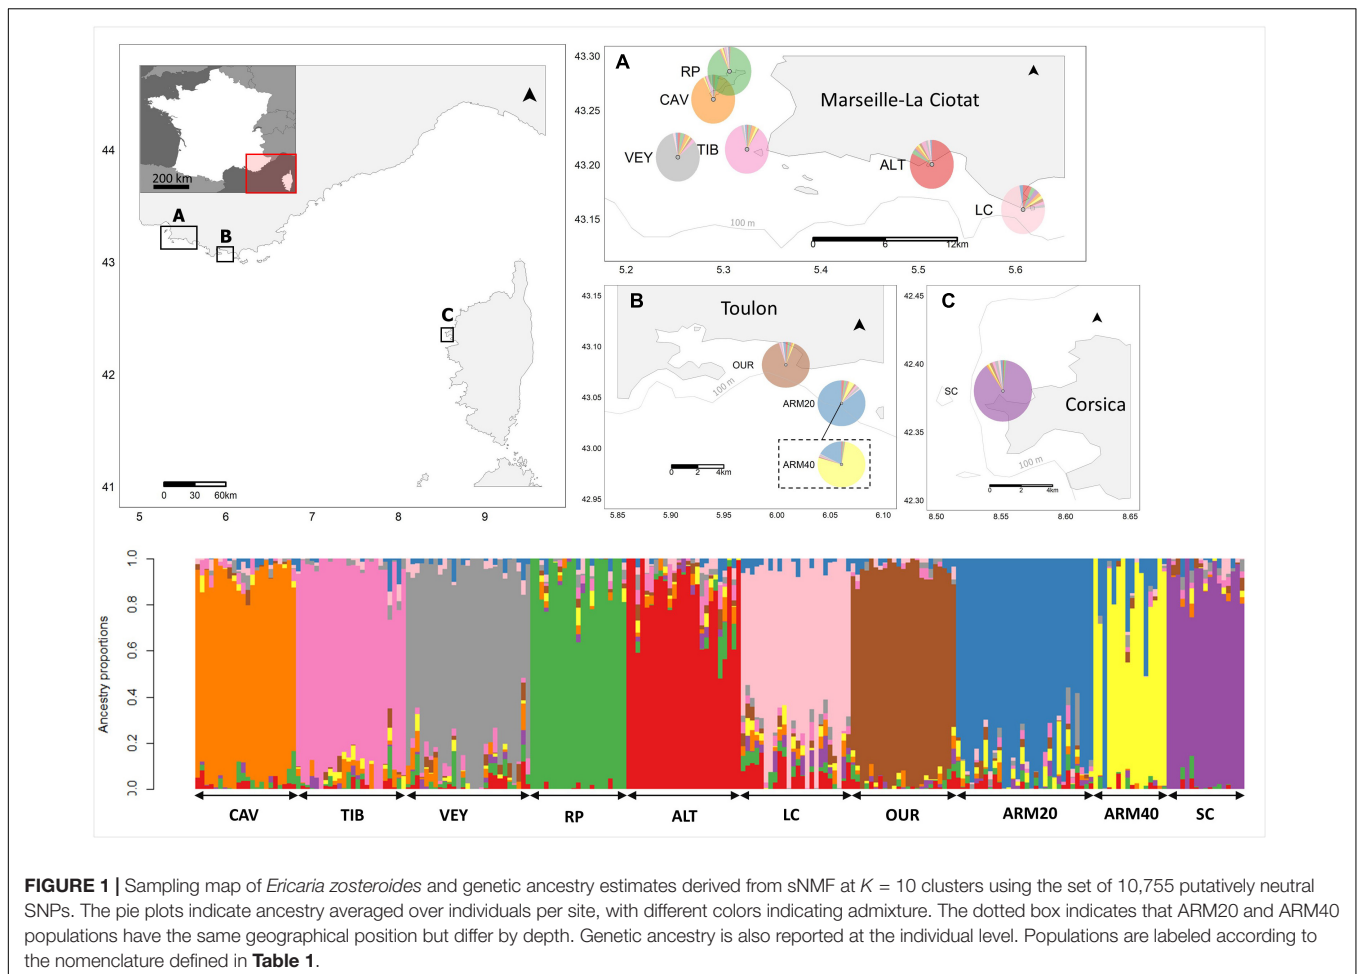 200 km
A
B
C
44
43
42
41
0 30 60km
5 6 7 8 9
A
RP
CAV
VEY
TIB
ALT
LC
Marseille-La Ciotat
100 m
0 6 12km
43.30
43.25
43.20
43.15
5.2 5.3 5.4 5.5 5.6
B
Toulon
OUR
100 m
ARM20
ARM40
0 2 4km
43.15
43.10
43.05
43.00
42.95
5.85 5.90 5.95 6.00 6.05 6.10
C
SC
Corsica
100 m
0 2 4km
42.45
42.40
42.35
42.30
8.50 8.55 8.60 8.65
Ancestry proportions
1.0
0.8
0.6
0.4
0.2
0.0
CAV TIB VEY RP ALT LC OUR ARM20 ARM40 SC
FIGURE 1 | Sampling map of Ericaria zosteroides and genetic ancestry estimates derived from sNMF at K = 10 clusters using the set of 10,755 putatively neutral
SNPs. The pie plots indicate ancestry averaged over individuals per site, with different colors indicating admixture. The dotted box indicates that ARM20 and ARM40
populations have the same geographical position but differ by depth. Genetic ancestry is also reported at the individual level. Populations are labeled according to
the nomenclature defined in Table 1.